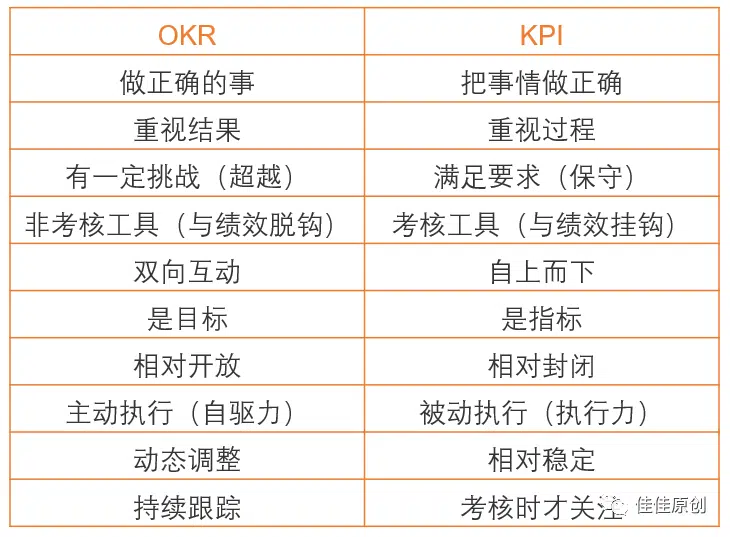 OKR KPI
做正确的事 把事情做正确
重视结果 重视过程
有一定挑战（超越） 满足要求（保守）
非考核工具（与绩效脱钩） 考核工具（与绩效挂钩）
双向互动 自上而下
是目标 是指标
相对开放 相对封闭
主动执行（自驱力） 被动执行（执行力）
动态调整 相对稳定
持续跟踪 考核时才关注
佳佳原创